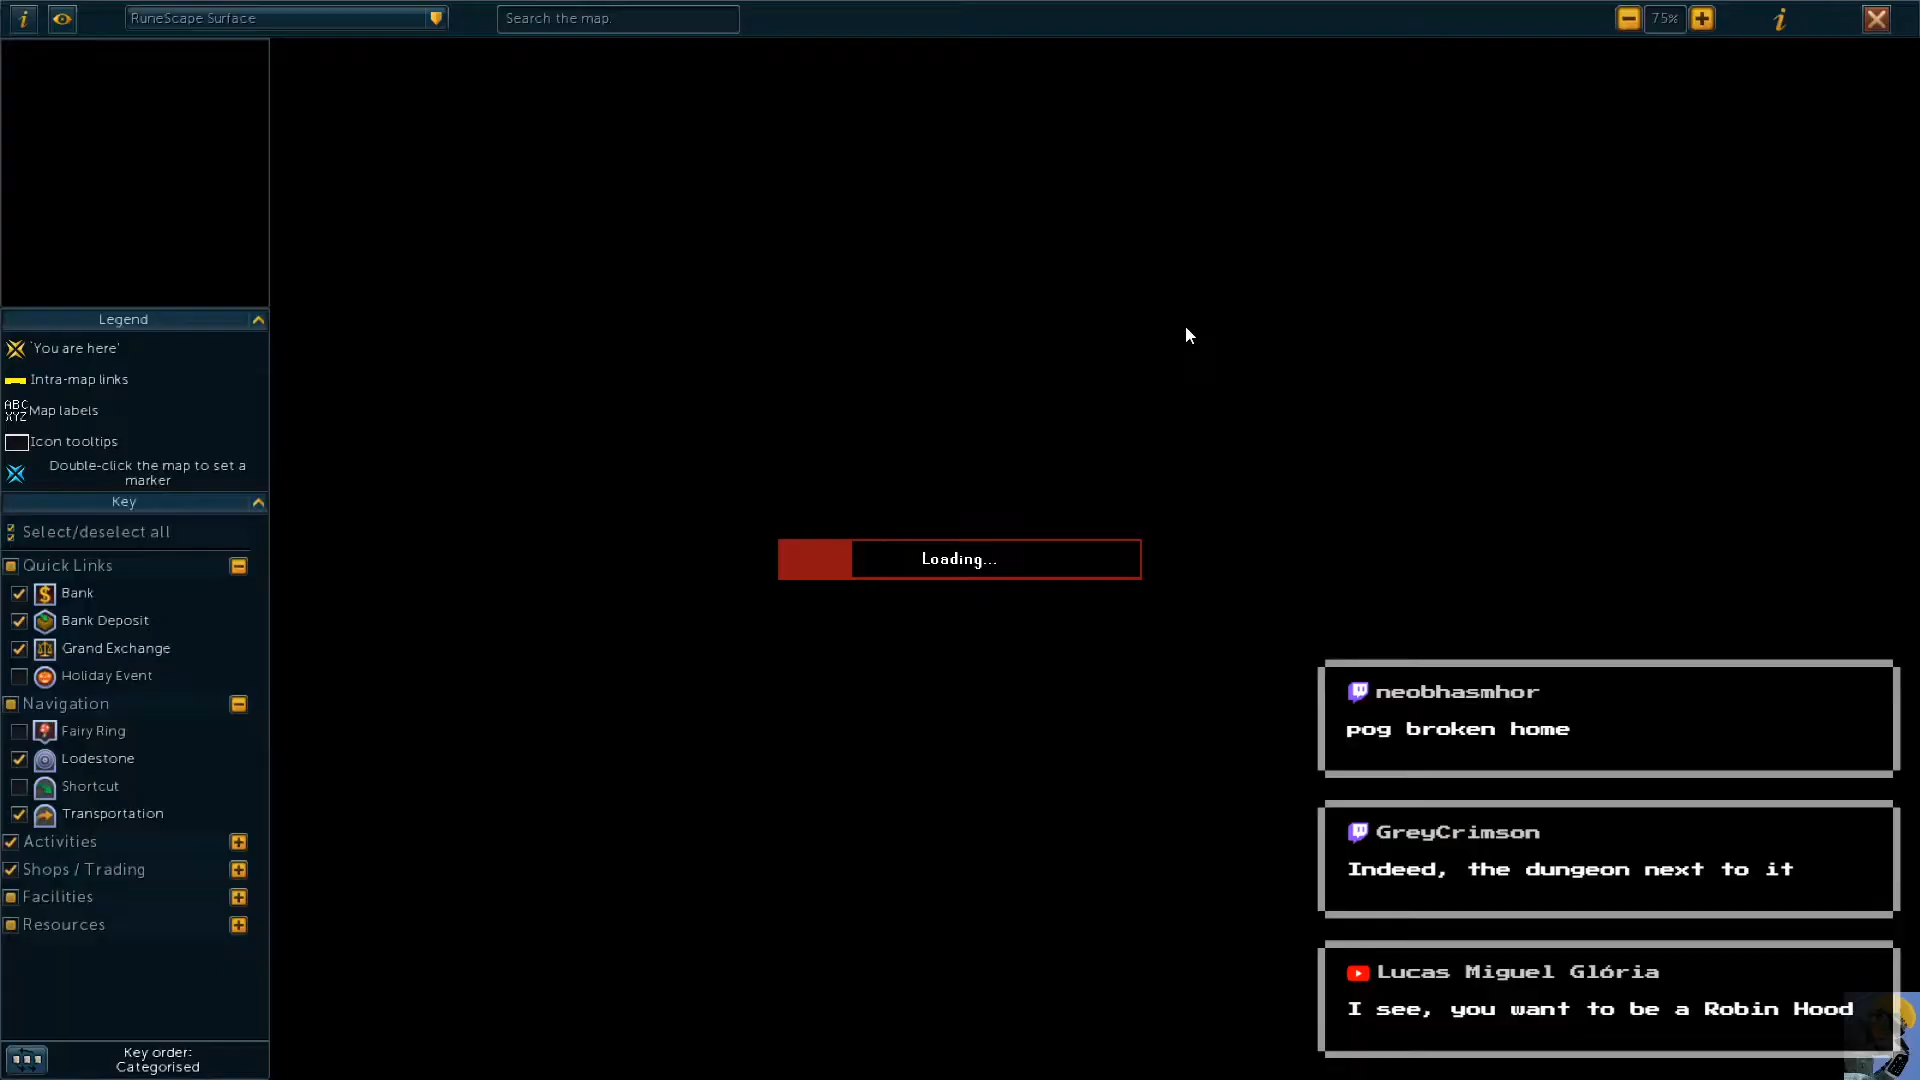 RuneScape Surface
Search the map.
75%
Legend
'You are here'
Intra-map links
ABC
XYZ
Map labels
Icon tooltips
Double-click the map to set a
marker
Key
Select/deselect all
Quick Links
Bank
Bank Deposit
Grand Exchange
Holiday Event
Navigation
Fairy Ring
Lodestone
Shortcut
Transportation
Activities
Shops / Trading
Facilities
Resources
Key order:
Categorised
Loading...
neobhasmhor
pog broken home
GreyCrimson
Indeed, the dungeon next to it
Lucas Miguel Glória
I see, you want to be a Robin Hood